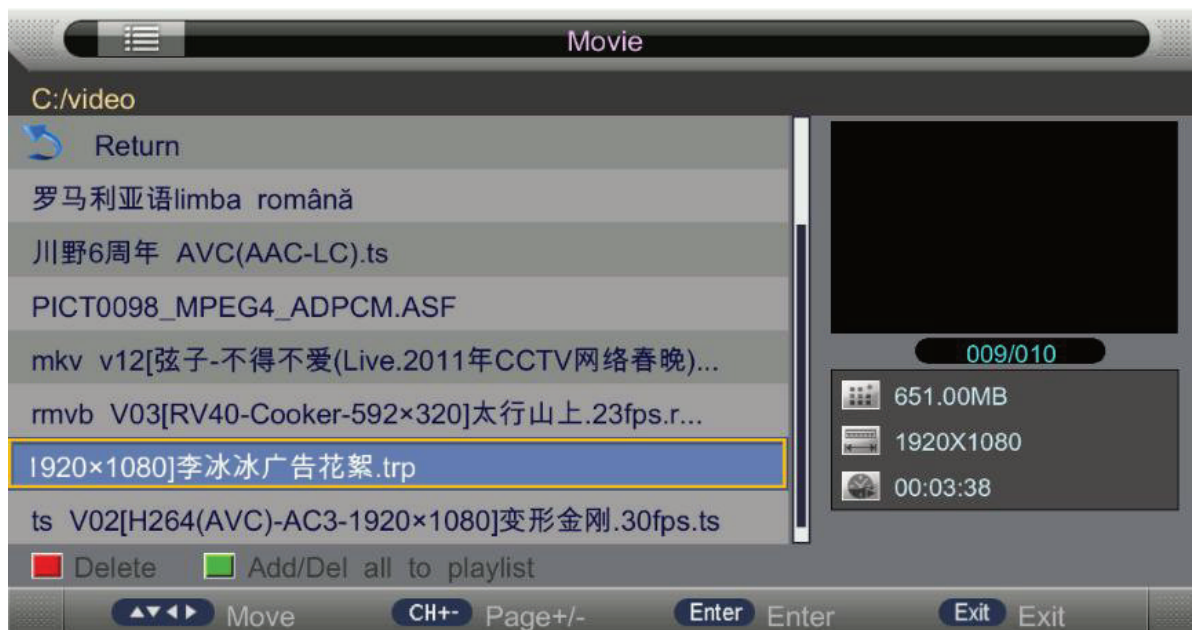 Movie
C:/video
Return
罗马利亚语limba română
川野6周年 AVC(AAC-LC).ts
PICT0098_MPEG4_ADPCM.ASF
mkv v12[弦子-不得不爱(Live.2011年CCTV网络春晚)...
rmvb V03[RV40-Cooker-592×320]太行山上.23fps.r...
1920×1080]李冰冰广告花絮.trp
ts V02[H264(AVC)-AC3-1920×1080]变形金刚.30fps.ts
009/010
651.00MB
1920X1080
00:03:38
Delete Add/Del all to playlist
Move CH+- Page+/- Enter Enter Exit Exit